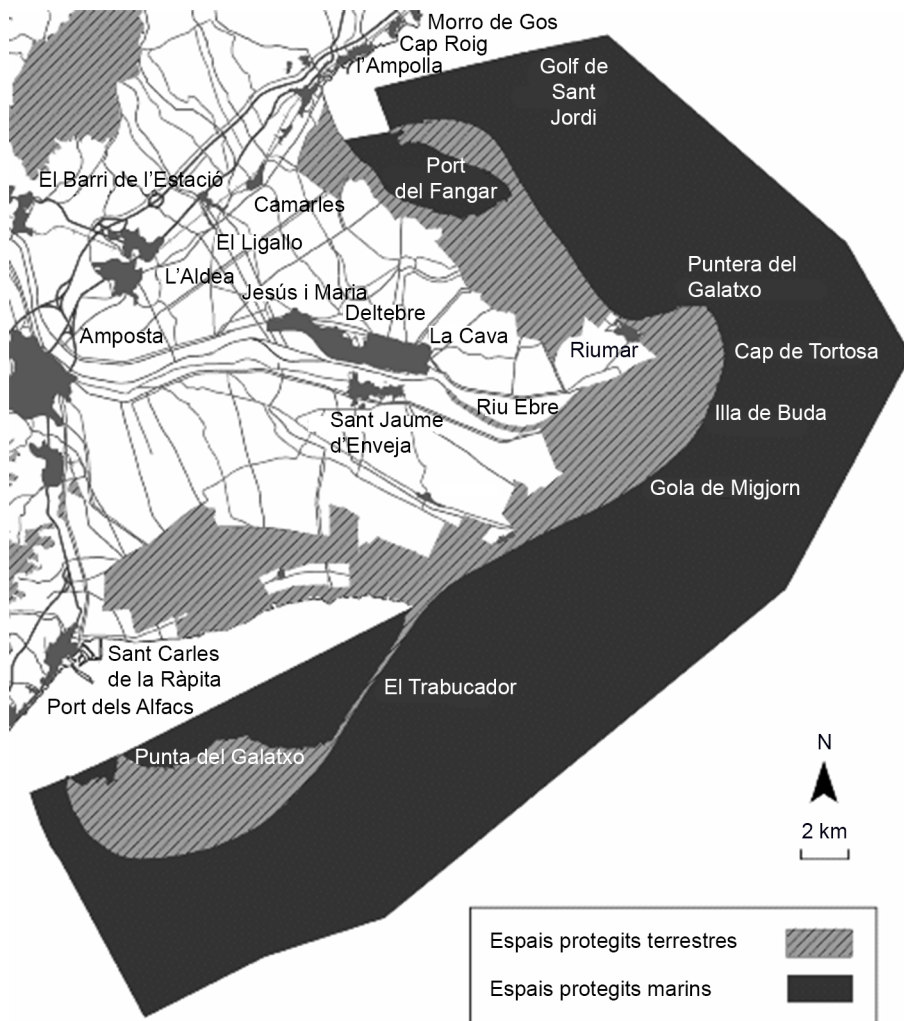 Morro de Gos
Cap Roig
l'Ampolla
Golf de
Sant
Jordi
Port
del Fangar
El Barri de l'Estació
Camarles
El Ligallo
L'Aldea
Jesús i Maria
Deltebre
Amposta
La Cava
Riumar
Puntera del
Galatxo
Cap de Tortosa
Riu Ebre
Sant Jaume
d'Enveja
Illa de Buda
Gola de Migjorn
Sant Carles
de la Ràpita
Port dels Alfacs
El Trabucador
Punta del Galatxo
N
2 km
Espais protegits terrestres
Espais protegits marins